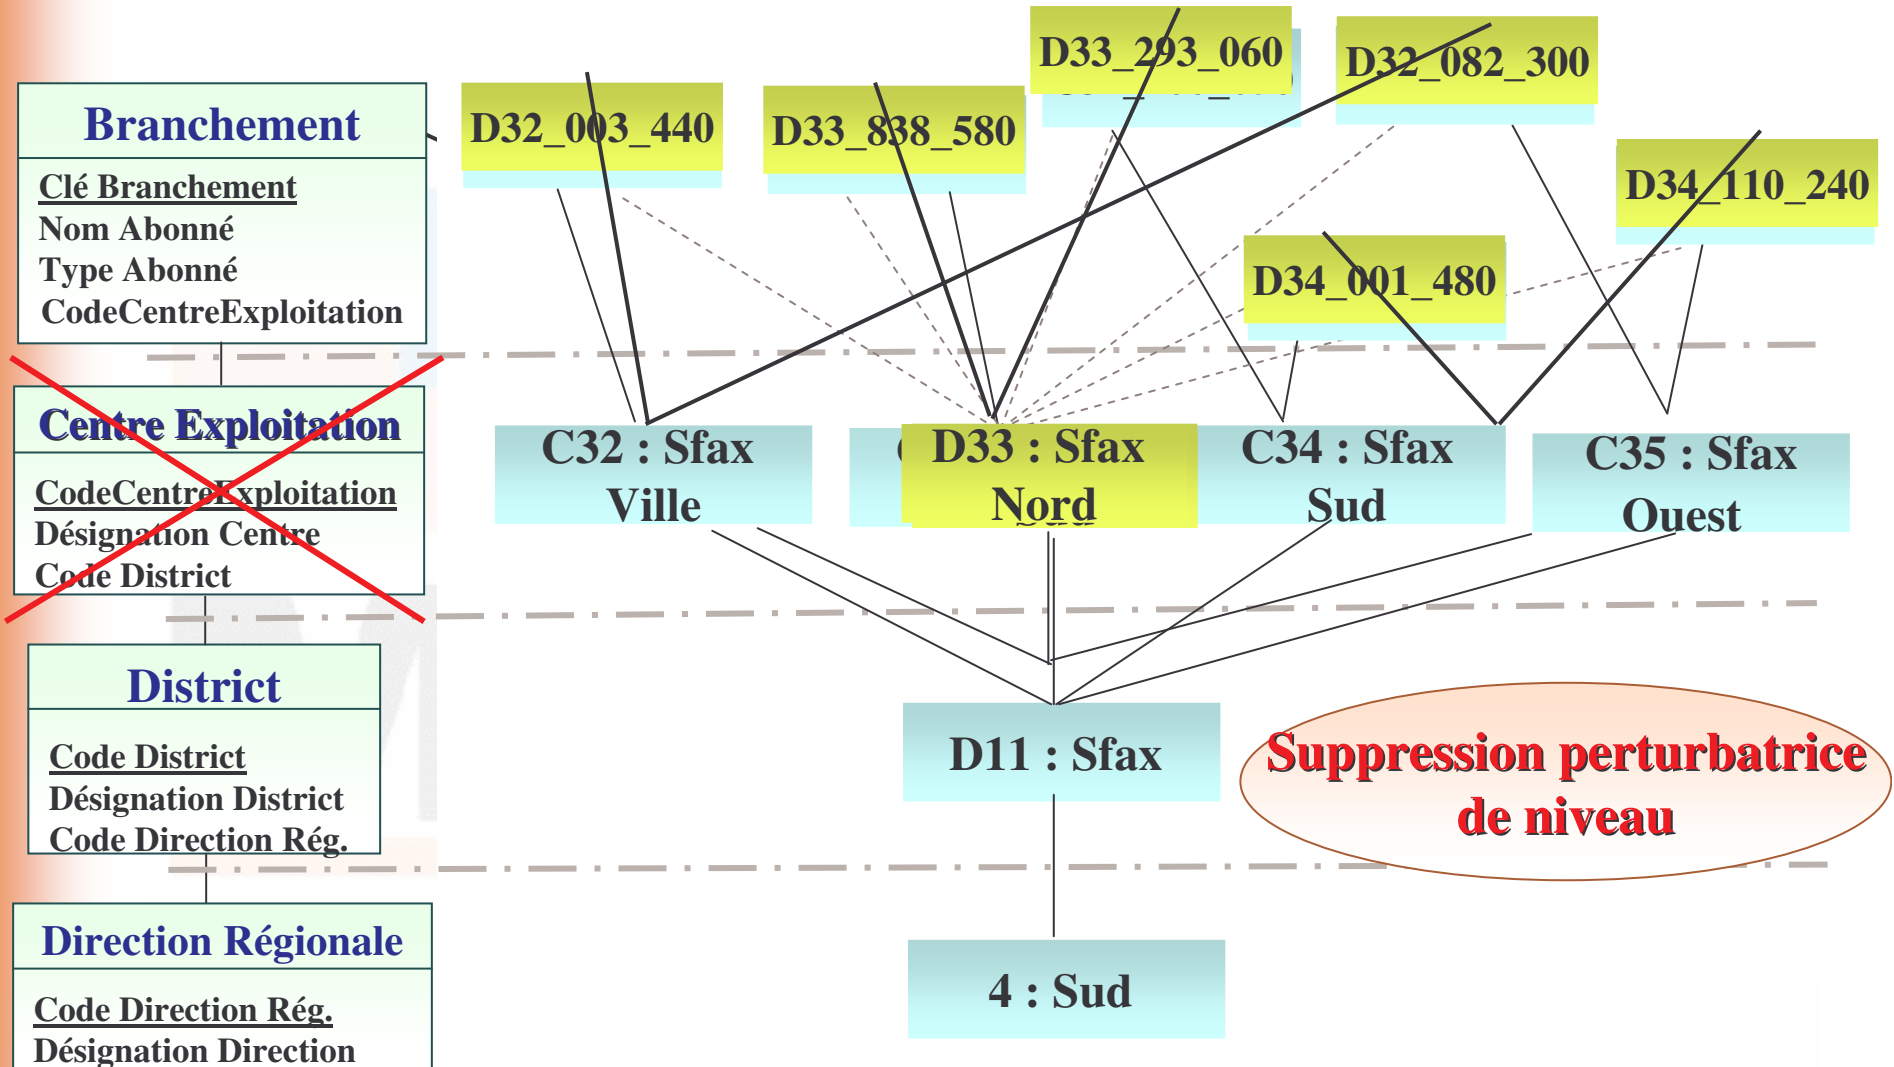 Branchement
Clé Branchement
Nom Abonné
Type Abonné
CodeCentreExploitation
Centre Exploitation
CodeCentreExploitation
Désignation Centre
Code District
District
Code District
Désignation District
Code Direction Rég.
Direction Régionale
Code Direction Rég.
Désignation Direction
D32_003_440
D33_838_580
D33_293_060
D32_082_300
D34_110_240
D34_001_480
C32 : Sfax
Ville
D33 : Sfax
Nord
C34 : Sfax
Sud
C35 : Sfax
Ouest
D11 : Sfax
4 : Sud
Suppression perturbatrice
de niveau